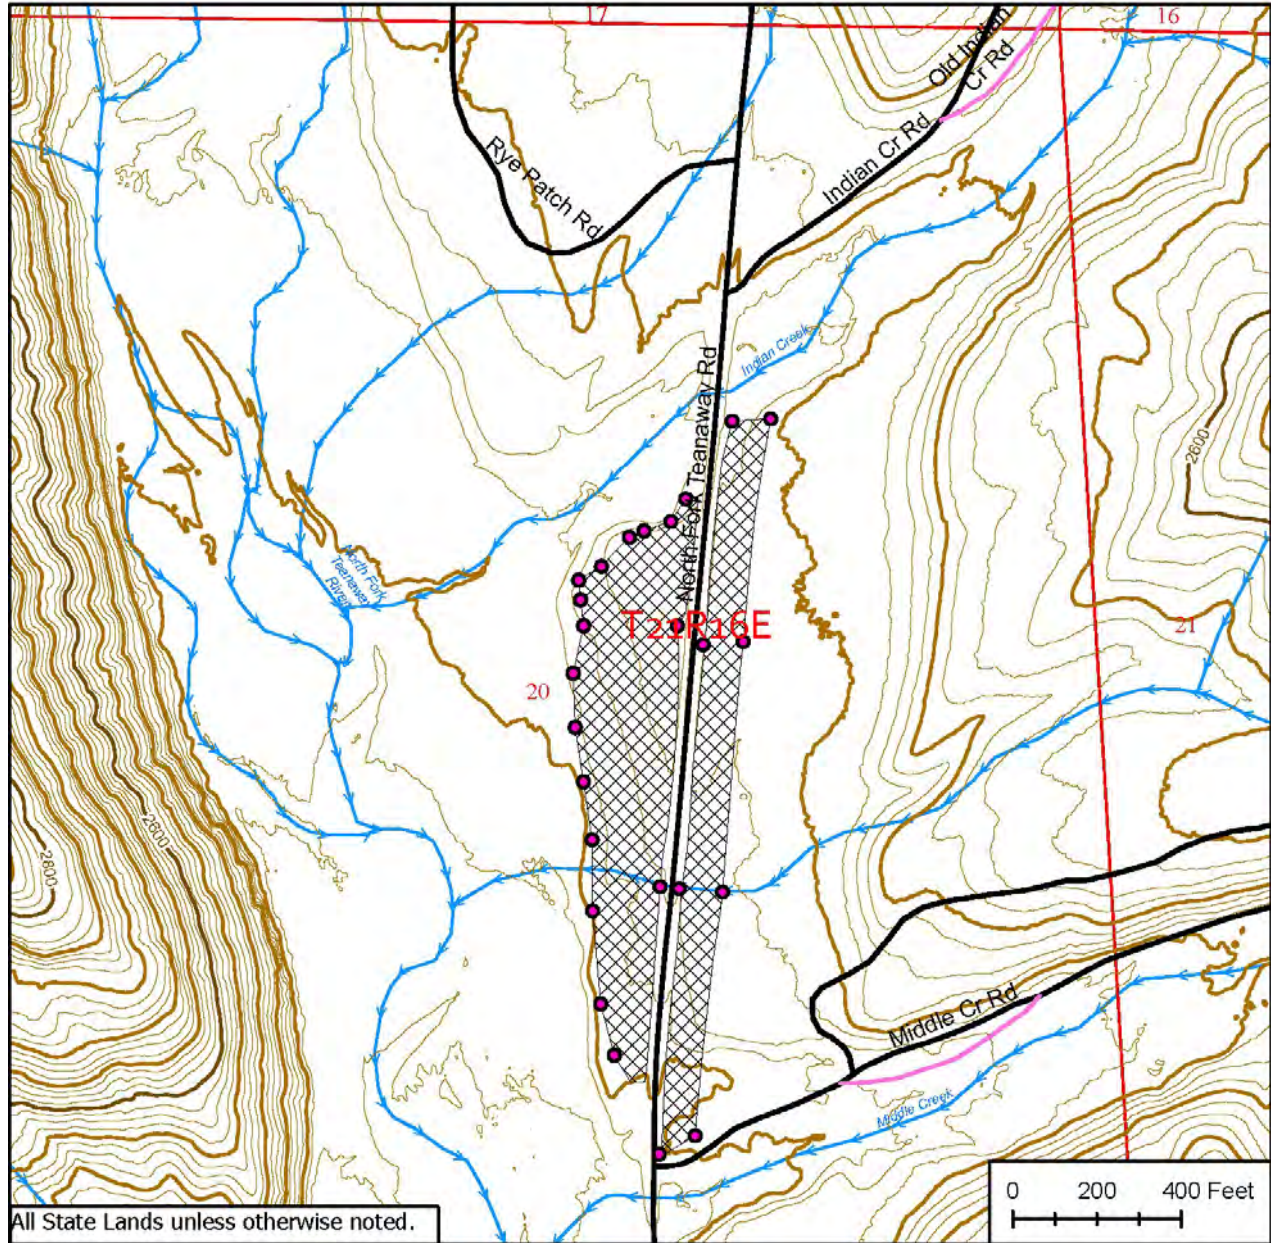 17
16
Old Indian
Cr Rd
Indian Cr Rd
Rye Patch Rd
Indian Creek
North Fork Teanaway Rd
2600
North Fork
Teanaway
River
T21R16E
21
20
2600
2800
Middle Cr Rd
Middle Creek
0 200 400 Feet
All State Lands unless otherwise noted.